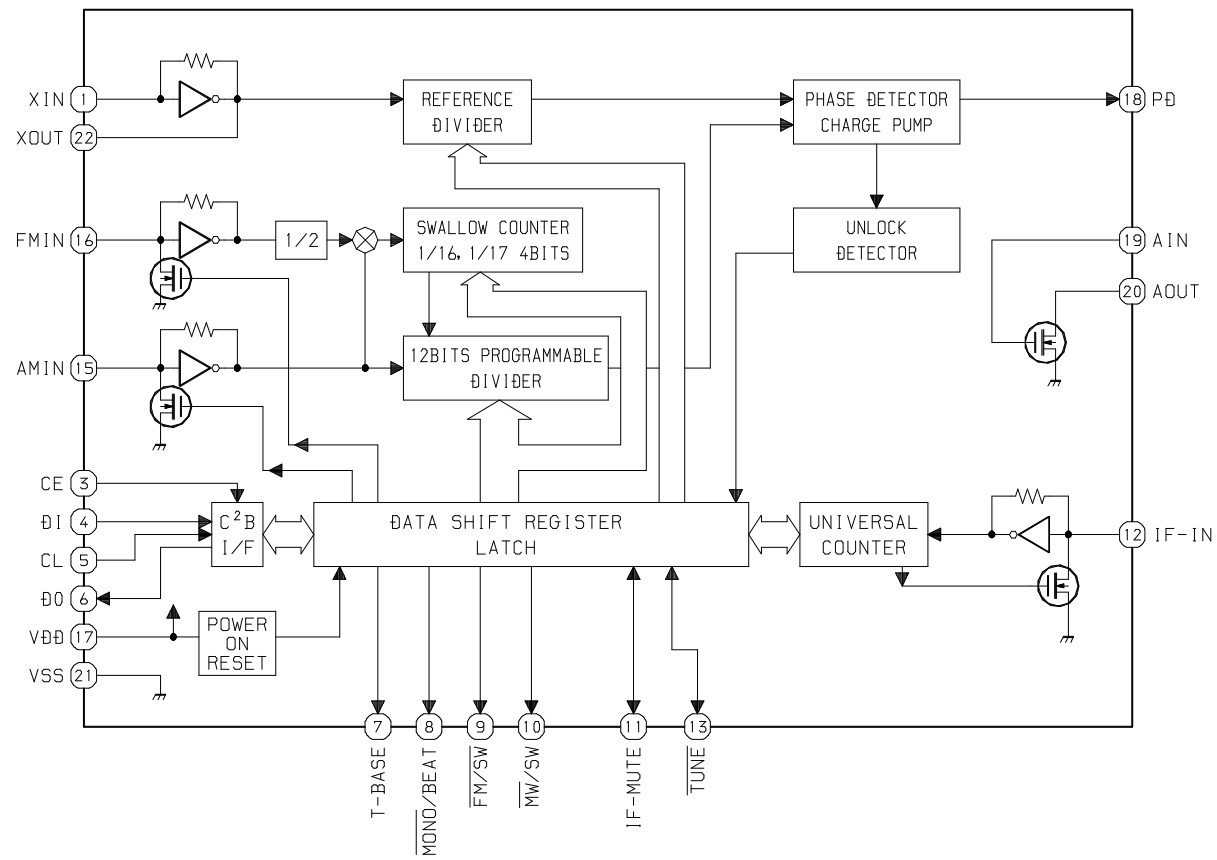 XIN 1
REFERENCE
DIVIDER
PHASE DETECTOR
CHARGE PUMP
18 PD
XOUT 22
FMIN 16
1/2
SWALLOW COUNTER
1/16, 1/17 4BITS
UNLOCK
DETECTOR
19 AIN
20 AOUT
AMIN 15
12BITS PROGRAMMABLE
DIVIDER
CE 3
DI 4
CL 5
DO 6
VDD 17
VSS 21
C2B
I/F
DATA SHIFT REGISTER
LATCH
UNIVERSAL
COUNTER
12 IF-IN
POWER
ON
RESET
7
8
9
10
11
13
T-BASE
MONO/BEAT
FM/SW
MW/SW
IF-MUTE
TUNE